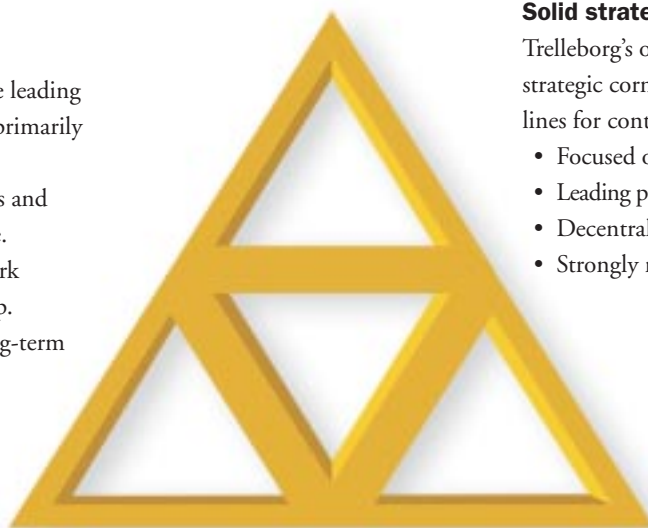 e leading
primarily
s and
.
rk
p.
g-term
Solid strate
Trelleborg’s o
strategic corn
lines for cont
• Focused o
• Leading p
• Decentral
• Strongly r